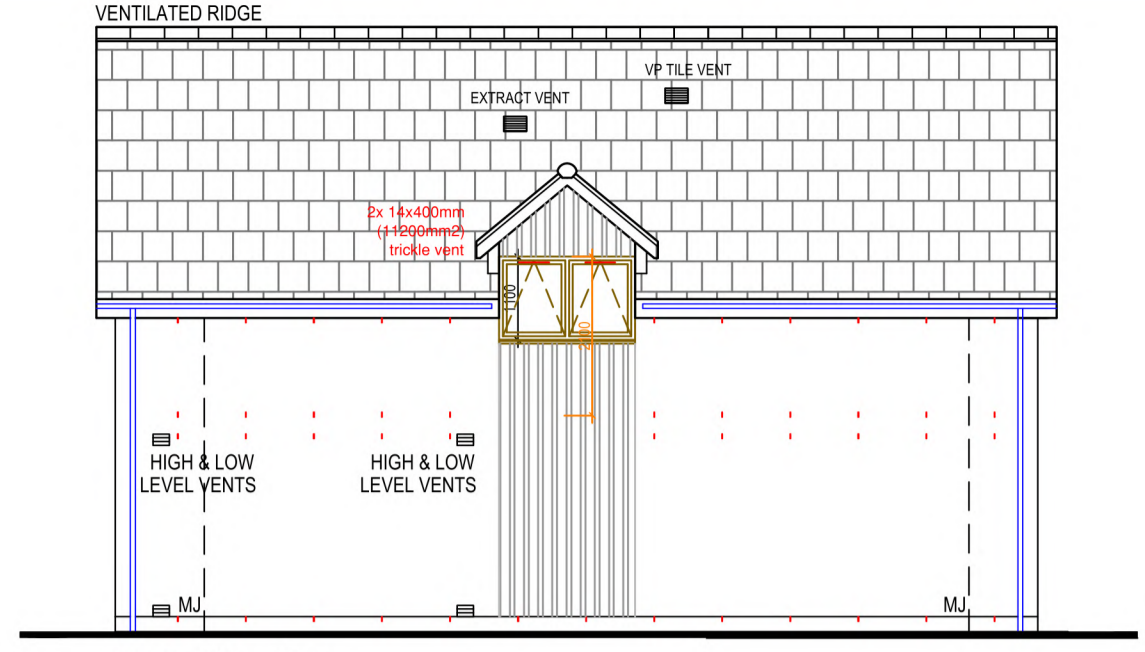 VENTILATED RIDGE
VP TILE VENT
EXTRACT VENT
2x 14x400mm
(11200mm2)
trickle vent
1100
HIGH & LOW
LEVEL VENTS
HIGH & LOW
LEVEL VENTS
MJ
MJ